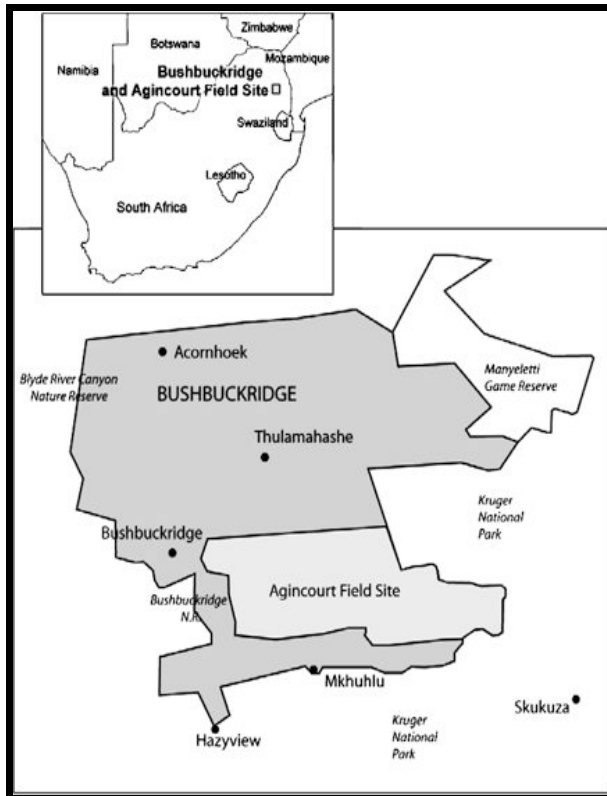 Zimbabwe
Botswana
Mozambique
Namibia
Bushbuckridge
and Agincourt Field Site
Swaziland
Lesotho
South Africa
Acornhoek
Blyde River Canyon
Nature Reserve
BUSHBUCKRIDGE
Manyeletti
Game Reserve
Thulamahashe
Kruger
National
Park
Bushbuckridge
Agincourt Field Site
Bushbuckridge
N.R.
Mkhuhlu
Skukuza
Kruger
National
Park
Hazyview